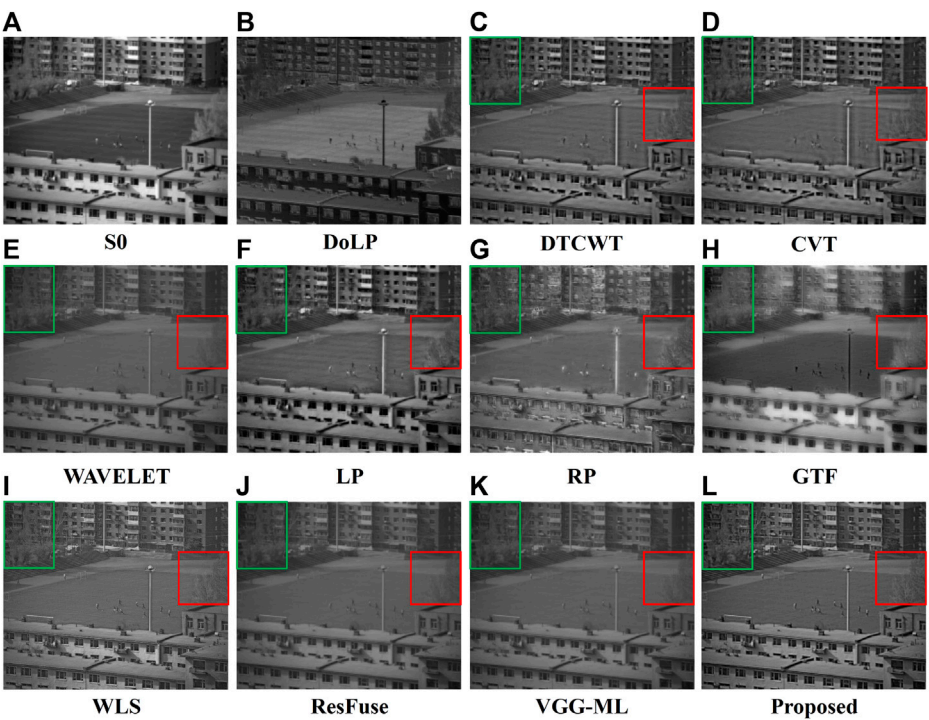 A B C D
S0 DoLP DTCWT CVT
E F G H
WAVELET LP RP GTF
I J K L
WLS ResFuse VGG-ML Proposed